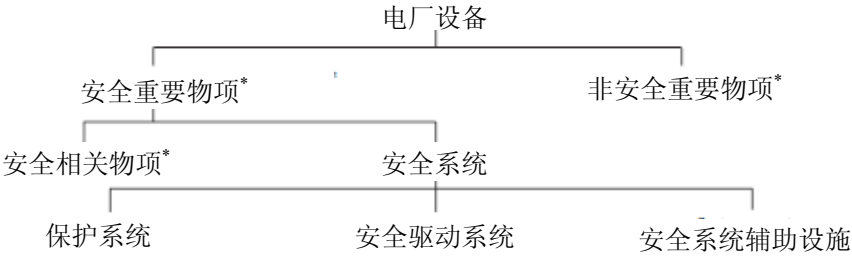 电厂设备
安全重要物项* 非安全重要物项*
安全相关物项* 安全系统
保护系统 安全驱动系统 安全系统辅助设施